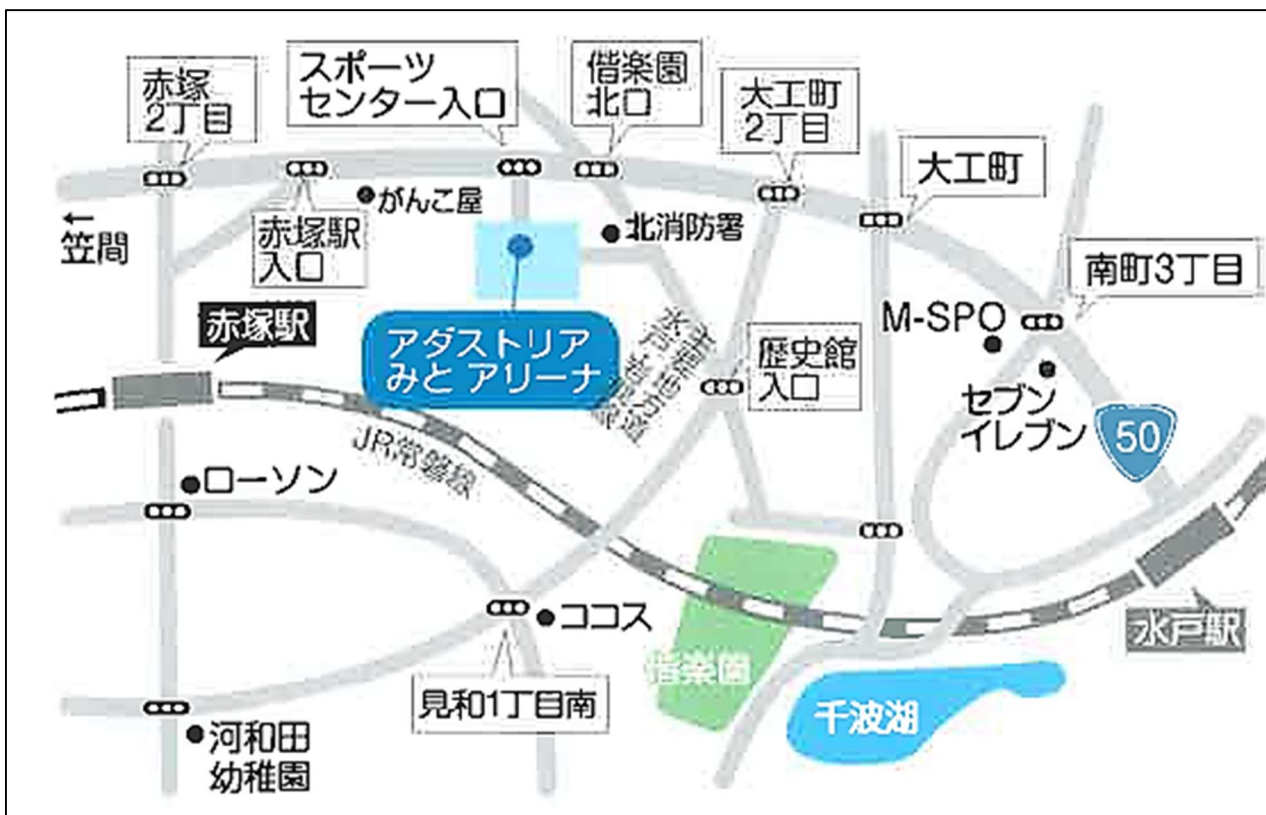 赤塚
2丁目
スポーツ
センター入口
偕楽園
北口
大工町
2丁目
大工町
←
笠間
赤塚駅
入口
がんこ屋
北消防署
南町3丁目
赤塚駅
アダストリア
みと アリーナ
歴史館
入口
M-SPO
セブン
イレブン
50
JR常磐線
ローソン
ココス
偕楽園
千波湖
水戸駅
見和1丁目南
河和田
幼稚園